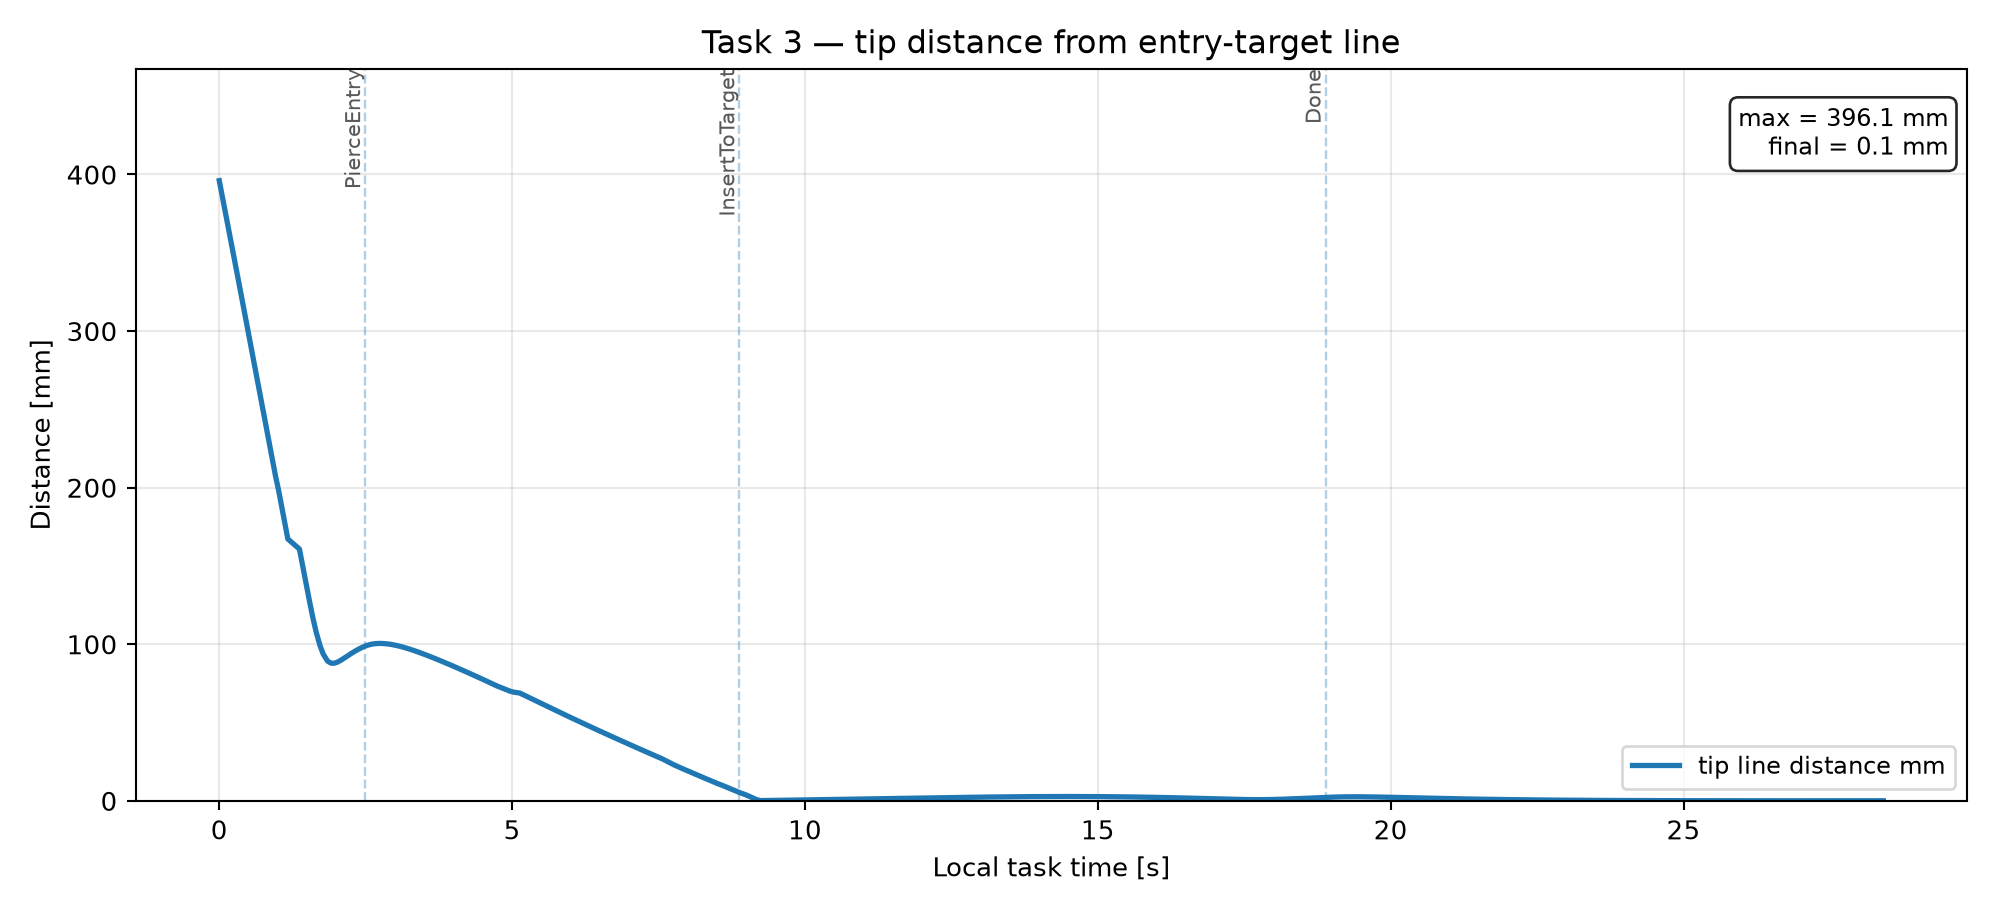 Task 3 — tip distance from entry-target line
PierceEntry
InsertToTarget
Done
max = 396.1 mm
final = 0.1 mm
Distance [mm]
400
300
200
100
0
tip line distance mm
0
5
10
15
20
25
Local task time [s]